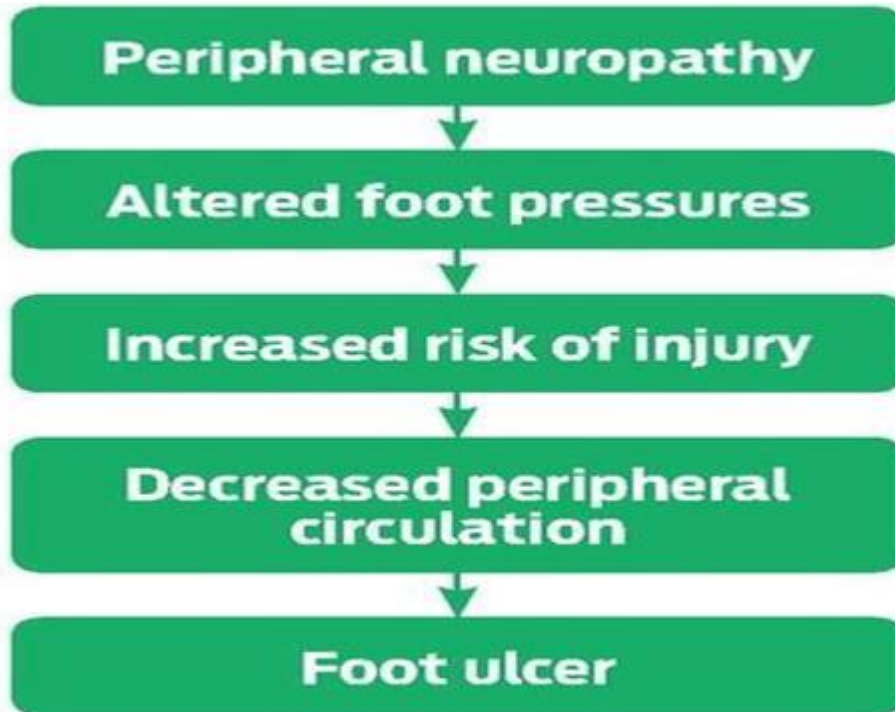 Peripheral neuropathy
Altered foot pressures
Increased risk of injury
Decreased peripheral
circulation
Foot ulcer